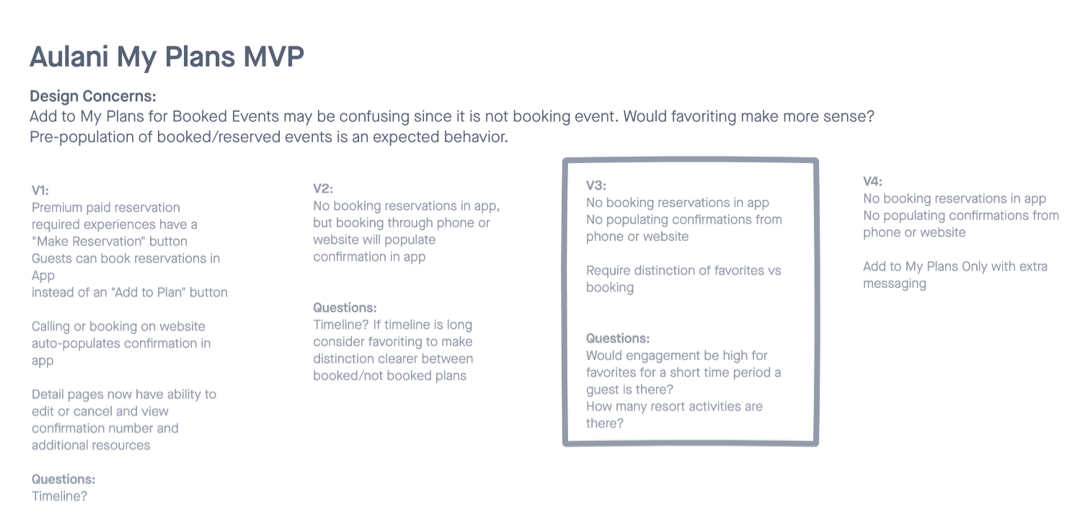 Aulani My Plans MVP
Design Concerns:
Add to My Plans for Booked Events may be confusing since it is not booking event. Would favoriting make more sense?
Pre-population of booked/reserved events is an expected behavior.
V1:
Premium paid reservation
required experiences have a
"Make Reservation" button
Guests can book reservations in
App
instead of an "Add to Plan" button
Calling or booking on website
auto-populates confirmation in
app
Detail pages now have ability to
edit or cancel and view
confirmation number and
additional resources
Questions:
Timeline?
V2:
No booking reservations in app,
but booking through phone or
website will populate
confirmation in app
Questions:
Timeline? If timeline is long
consider favoriting to make
distinction clearer between
booked/not booked plans
V3:
No booking reservations in app
No populating confirmations from
phone or website
Require distinction of favorites vs
booking
Questions:
Would engagement be high for
favorites for a short time period a
guest is there?
How many resort activities are
there?
V4:
No booking reservations in app
No populating confirmations from
phone or website
Add to My Plans Only with extra
messaging